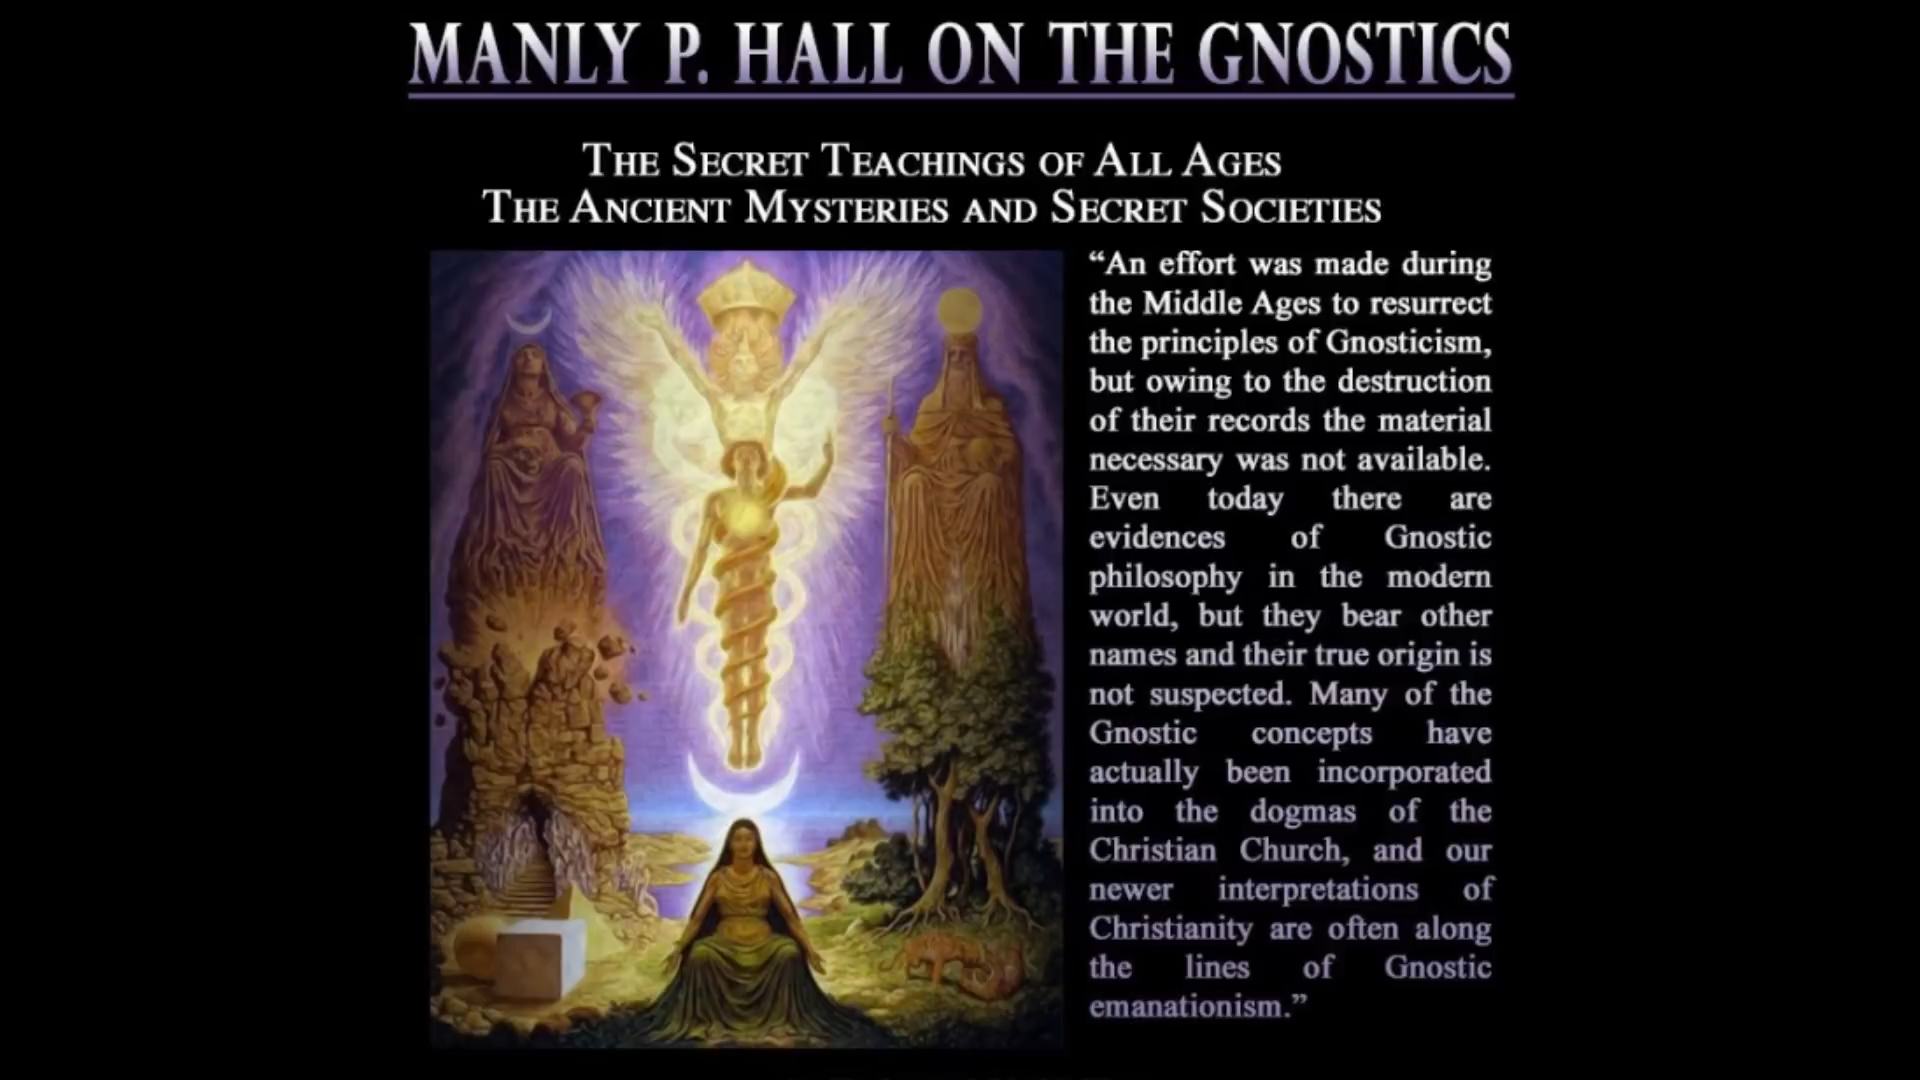 MANLY P. HALL ON THE GNOSTICS
THE SECRET TEACHINGS OF ALL AGES
THE ANCIENT MYSTERIES AND SECRET SOCIETIES
“An effort was made during
the Middle Ages to resurrect
the principles of Gnosticism,
but owing to the destruction
of their records the material
necessary was not available.
Even today there are
evidences of Gnostic
philosophy in the modern
world, but they bear other
names and their true origin is
not suspected. Many of the
Gnostic concepts have
actually been incorporated
into the dogmas of the
Christian Church, and our
newer interpretations of
Christianity are often along
the lines of Gnostic
emanationism.”